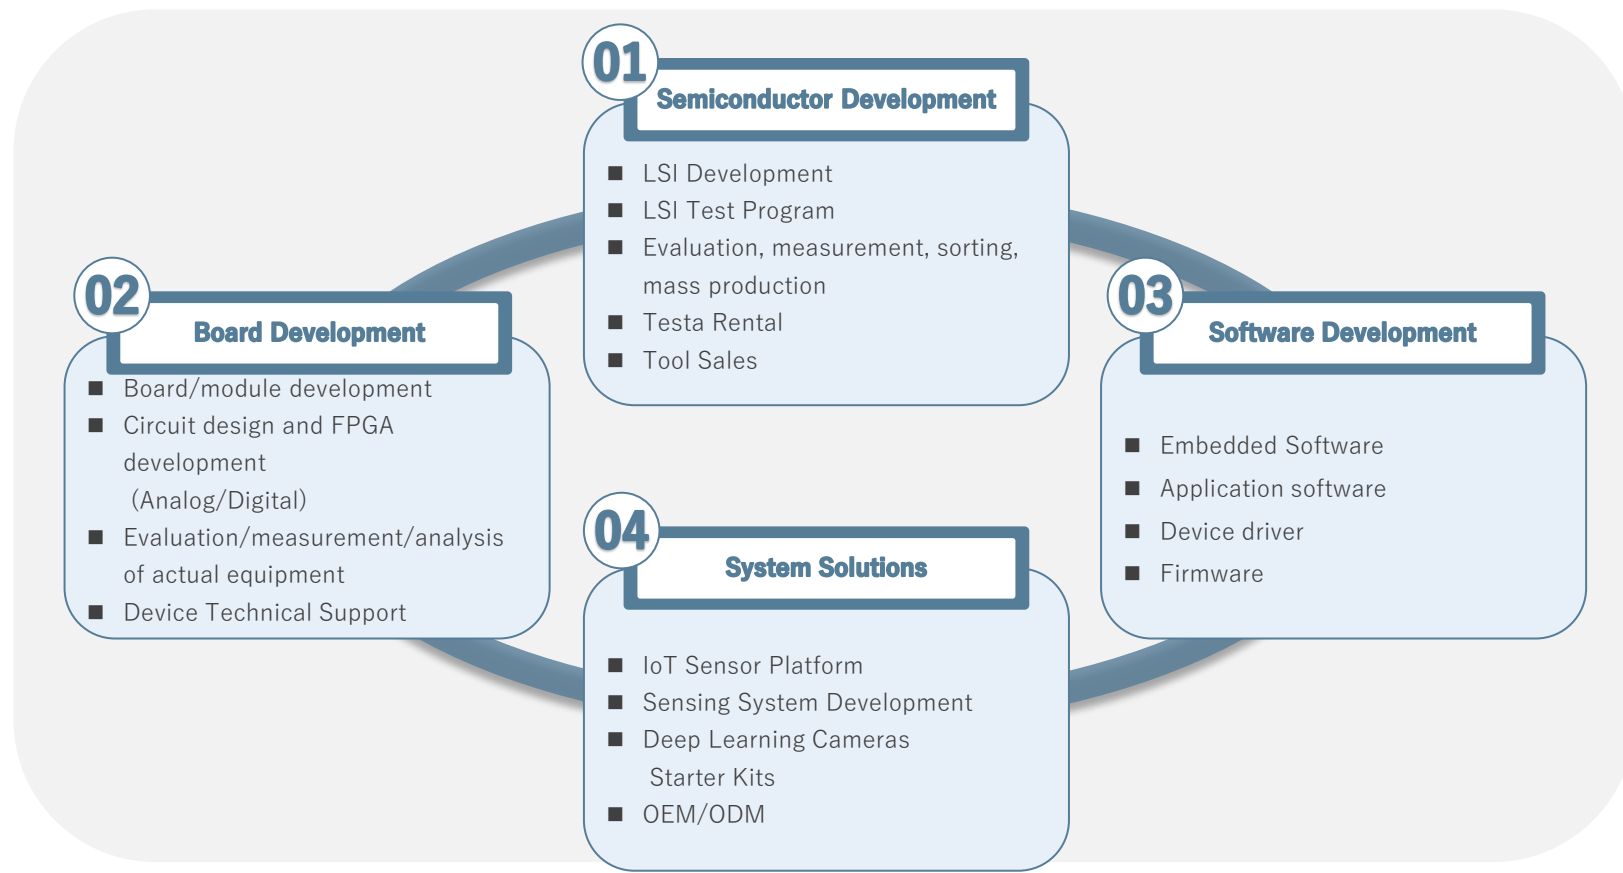 01
Semiconductor Development
■ LSI Development
■ LSI Test Program
■ Evaluation, measurement, sorting,
mass production
■ Testa Rental
■ Tool Sales
02
Board Development
■ Board/module development
■ Circuit design and FPGA
development
(Analog/Digital)
■ Evaluation/measurement/analysis
of actual equipment
■ Device Technical Support
03
Software Development
■ Embedded Software
■ Application software
■ Device driver
■ Firmware
04
System Solutions
■ IoT Sensor Platform
■ Sensing System Development
■ Deep Learning Cameras
Starter Kits
■ OEM/ODM